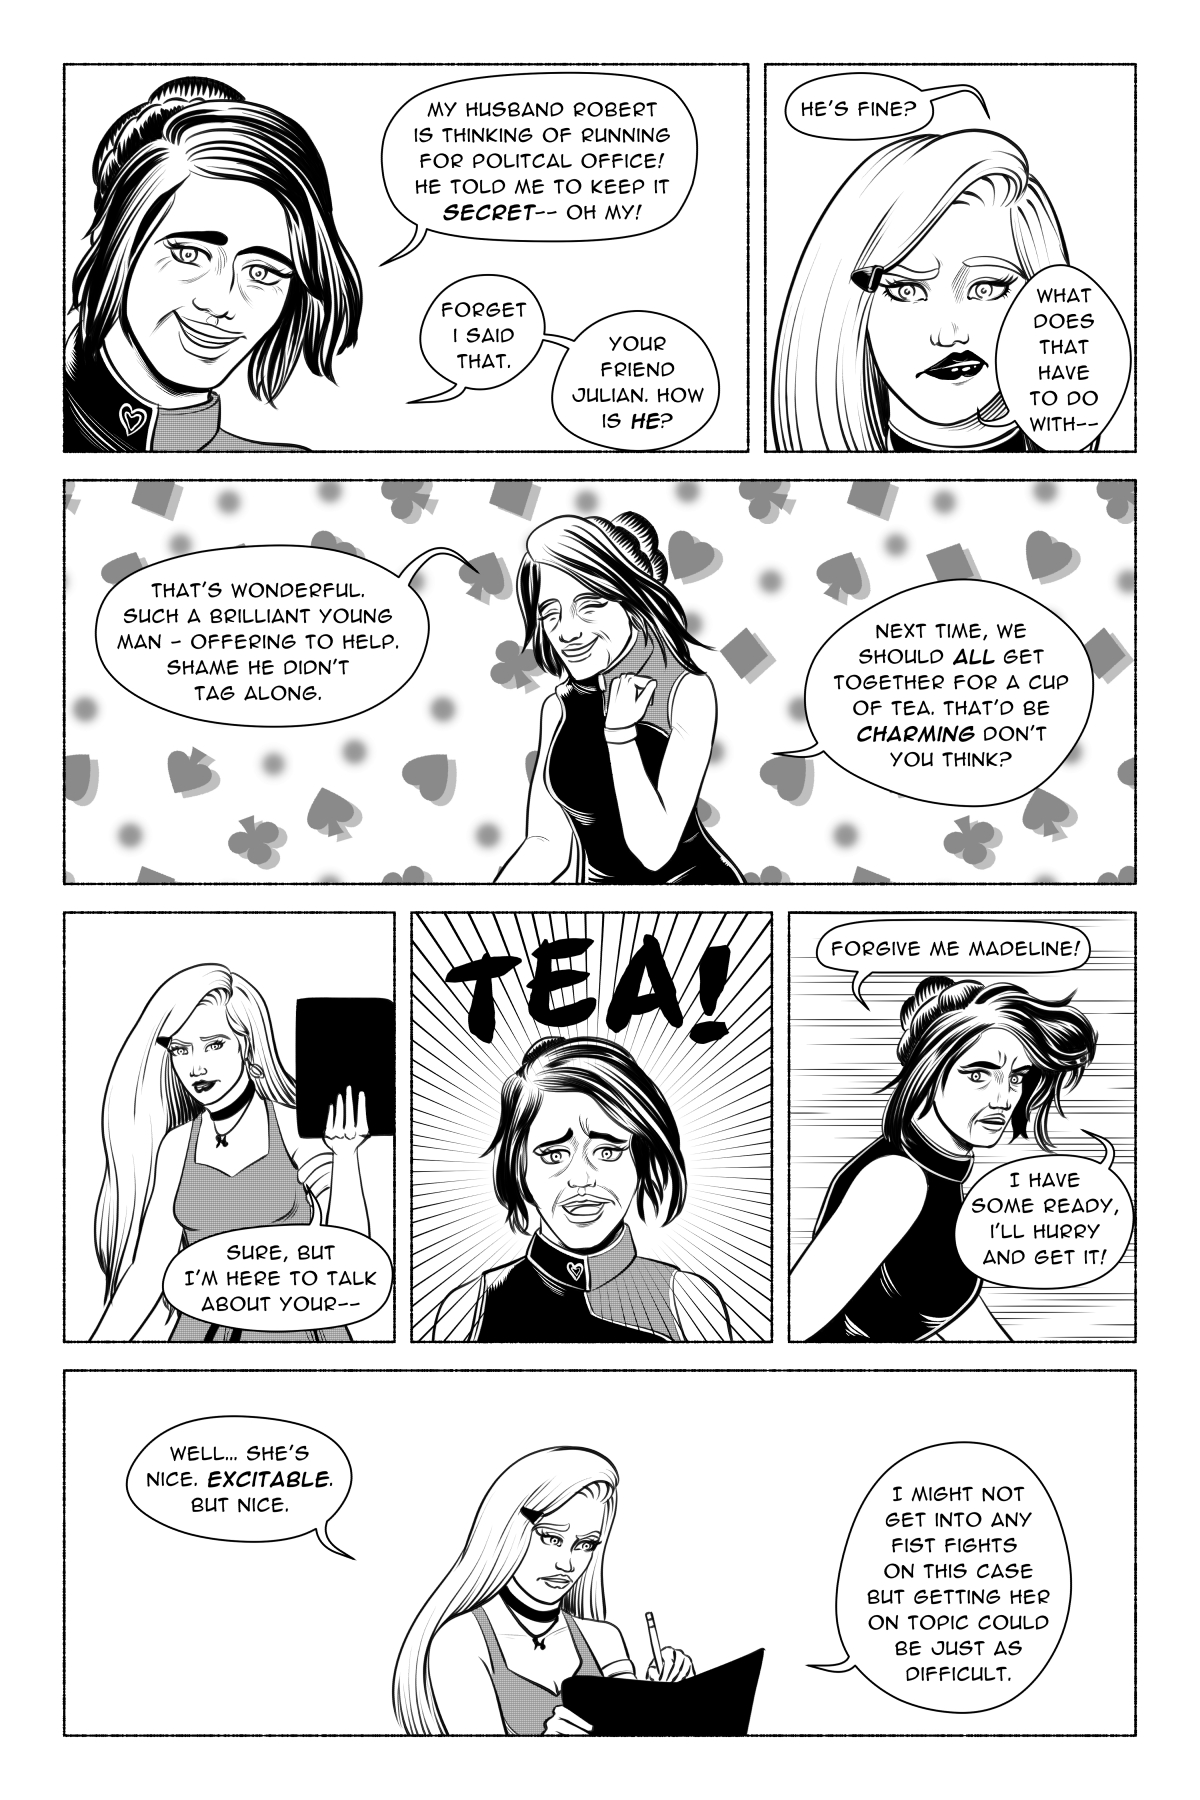 MY HUSBAND ROBERT
IS THINKING OF RUNNING
FOR POLITCAL OFFICE!
HE TOLD ME TO KEEP IT
SECRET-- OH MY!
FORGET
I SAID
THAT.
YOUR
FRIEND
JULIAN. HOW
IS HE?
HE'S FINE?
WHAT
DOES
THAT
HAVE
TO DO
WITH--
THAT'S WONDERFUL.
SUCH A BRILLIANT YOUNG
MAN - OFFERING TO HELP.
SHAME HE DIDN'T
TAG ALONG.
NEXT TIME, WE
SHOULD ALL GET
TOGETHER FOR A CUP
OF TEA. THAT'D BE
CHARMING DON'T
YOU THINK?
SURE, BUT
I'M HERE TO TALK
ABOUT YOUR--
TEA!
FORGIVE ME MADELINE!
I HAVE
SOME READY,
I'LL HURRY
AND GET IT!
WELL... SHE'S
NICE. EXCITABLE.
BUT NICE.
I MIGHT NOT
GET INTO ANY
FIST FIGHTS
ON THIS CASE
BUT GETTING HER
ON TOPIC COULD
BE JUST AS
DIFFICULT.